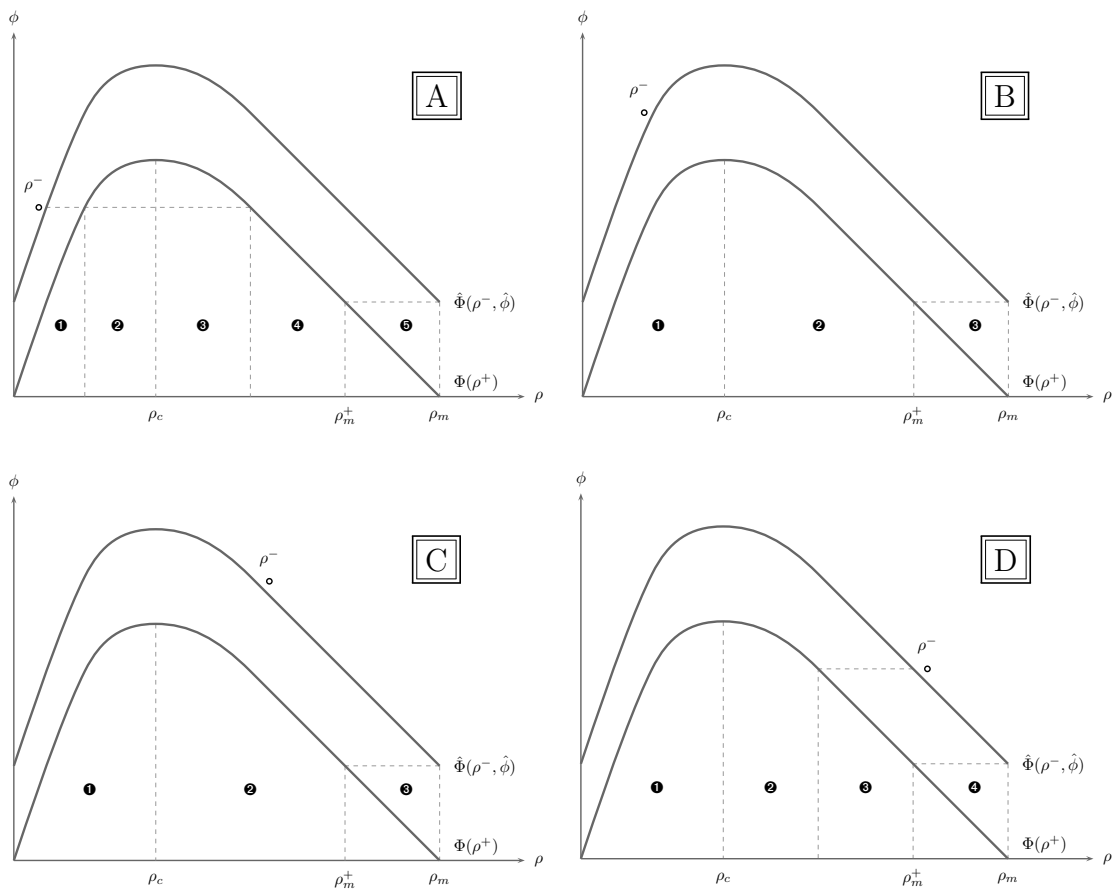 ϕ
A
ρ⁻
Φ̂(ρ⁻, ϕ̂)
❶ ❷ ❸ ❹ ❺
Φ(ρ⁺)
ρ
ρ_c ρ_m⁺ ρ_m
ϕ
B
ρ⁻
Φ̂(ρ⁻, ϕ̂)
❶ ❷ ❸
Φ(ρ⁺)
ρ
ρ_c ρ_m⁺ ρ_m
ϕ
C
ρ⁻
Φ̂(ρ⁻, ϕ̂)
❶ ❷ ❸
Φ(ρ⁺)
ρ
ρ_c ρ_m⁺ ρ_m
ϕ
D
ρ⁻
Φ̂(ρ⁻, ϕ̂)
❶ ❷ ❸ ❹
Φ(ρ⁺)
ρ
ρ_c ρ_m⁺ ρ_m